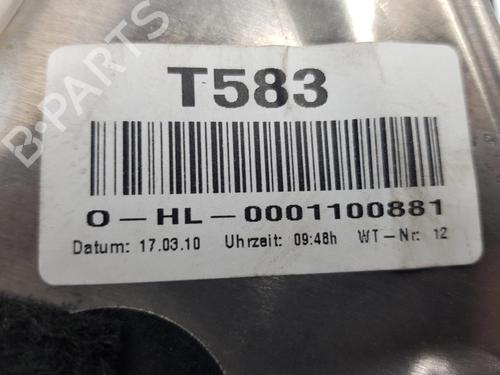 T583
O-HL-0001100881
Datum: 17.03.10 Uhrzeit: 09:48h WT-Nr: 12
B-PARTS